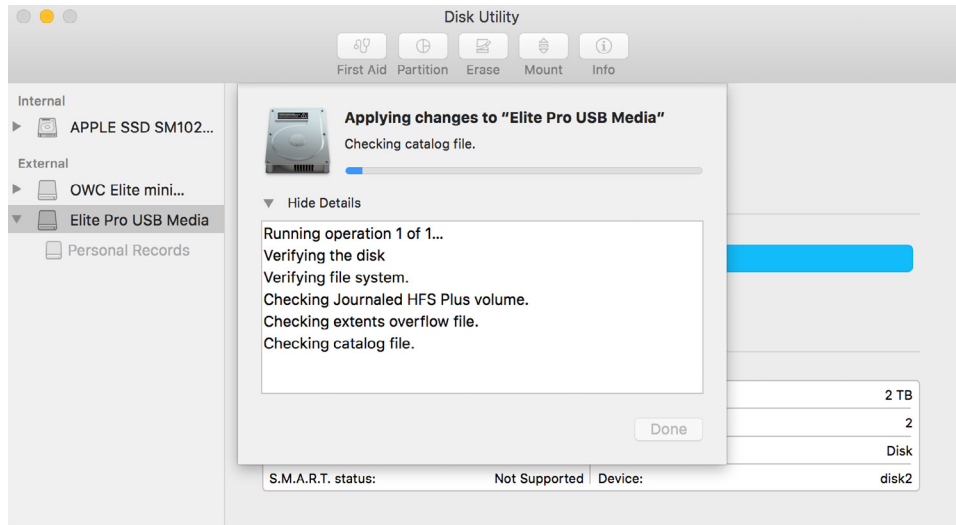 Disk Utility
First Aid
Partition
Erase
Mount
Info
Internal
APPLE SSD SM102...
External
OWC Elite mini...
Elite Pro USB Media
Personal Records
Applying changes to “Elite Pro USB Media”
Checking catalog file.
Hide Details
Running operation 1 of 1...
Verifying the disk
Verifying file system.
Checking Journaled HFS Plus volume.
Checking extents overflow file.
Checking catalog file.
Done
2 TB
2
Disk
S.M.A.R.T. status: Not Supported
Device: disk2